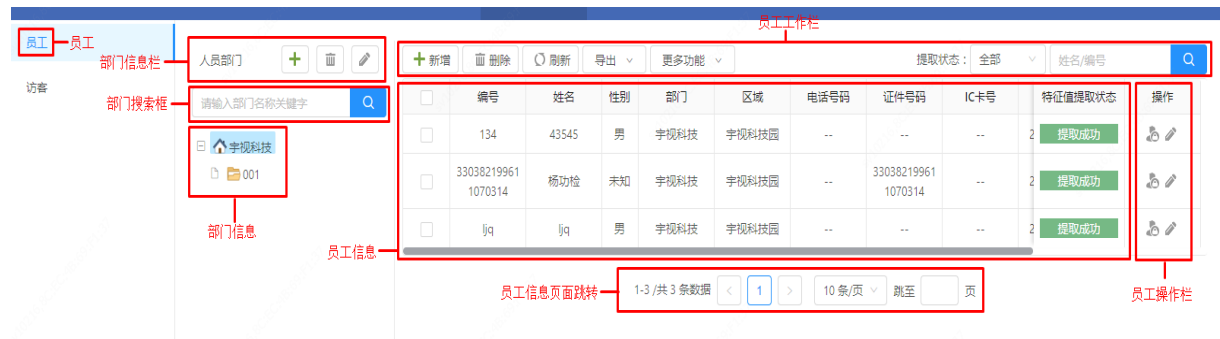 员工工作栏
员工
员工
部门信息栏
人员部门
新增
删除
刷新
导出
更多功能
提取状态：
全部
姓名/编号
访客
部门搜索框
请输入部门名称关键字
编号 姓名 性别 部门 区域 电话号码 证件号码 IC卡号 特征值提取状态 操作
134 43545 男 宇视科技 宇视科技园 -- -- -- 2 提取成功
宇视科技
001
33038219961
1070314
杨功检 未知 宇视科技 宇视科技园 --
33038219961
1070314
-- 2 提取成功
ljq ljq 男 宇视科技 宇视科技园 -- -- -- 2 提取成功
部门信息
员工信息
员工信息页面跳转
1-3 /共 3 条数据
1
10 条/页
跳至
页
员工操作栏